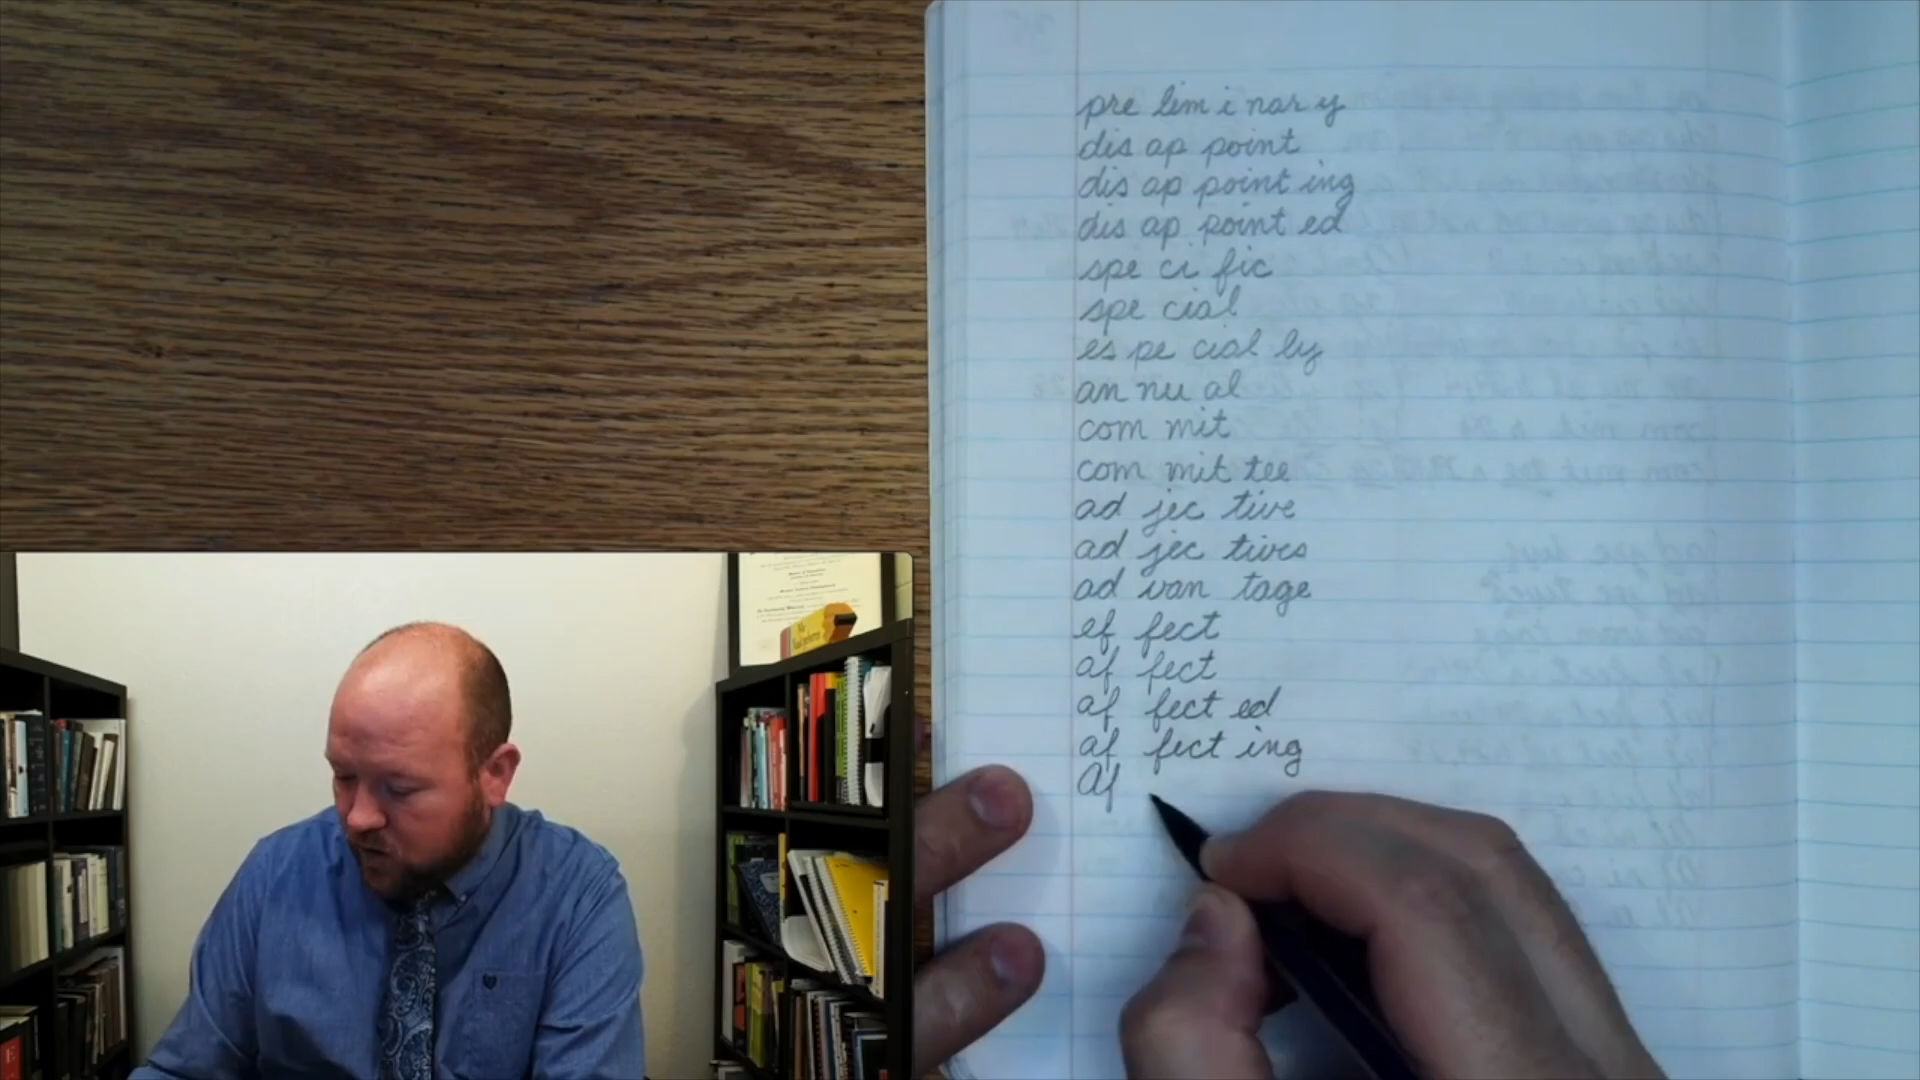 pre lim i nar y
dis ap point
dis ap point ing
dis ap point ed
spe ci fic
spe cial
es pe cial ly
an nu al
com mit
com mit tee
ad jec tive
ad jec tives
ad van tage
ef fect
af fect
af fect ed
af fect ing
Af